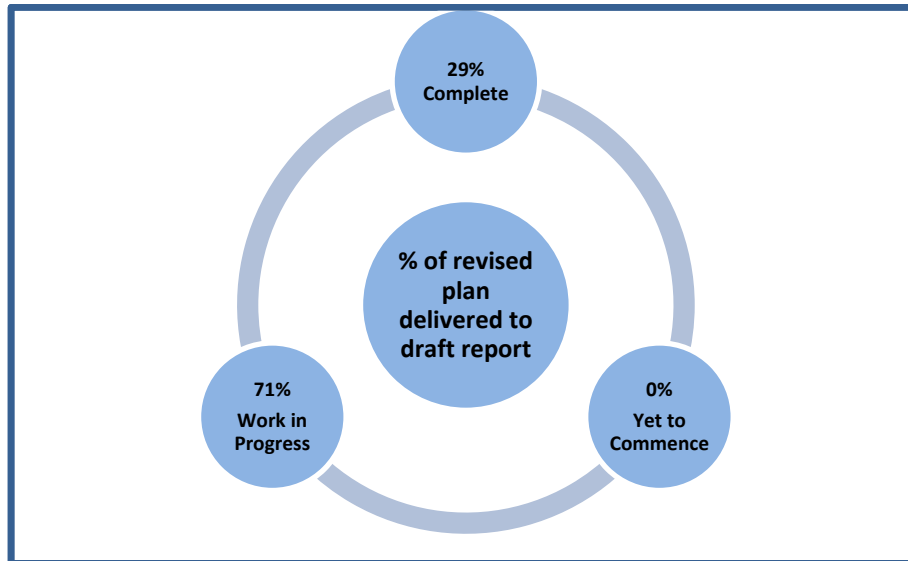 29%
Complete
% of revised
plan
delivered to
draft report
71%
Work in
Progress
0%
Yet to
Commence